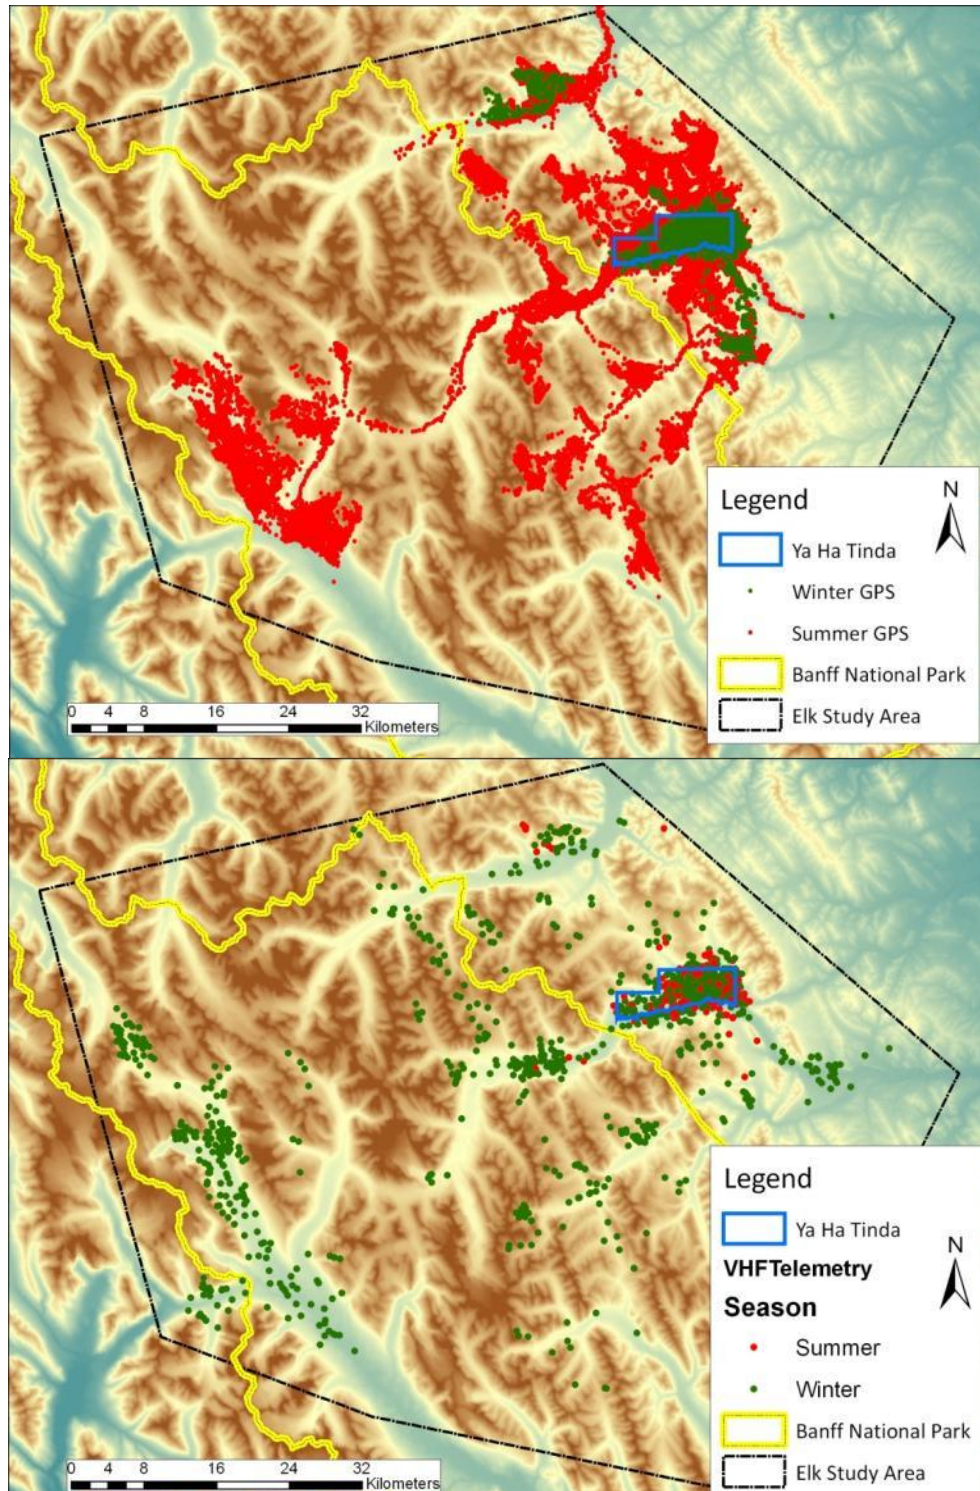 Legend
N
Ya Ha Tinda
Winter GPS
Summer GPS
Banff National Park
Elk Study Area
0 4 8 16 24 32
Kilometers
Legend
Ya Ha Tinda
N
VHFTelemetry
Season
Summer
Winter
Banff National Park
Elk Study Area
0 4 8 16 24 32
Kilometers